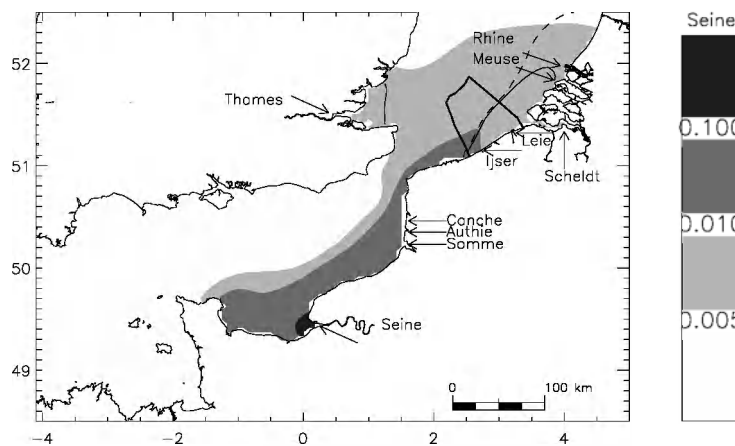 Seine
52
51
50
49
−4
−2
0
2
4
Rhine
Meuse
Thames
Leie
Ijser
Scheldt
Canche
Authie
Somme
Seine
0
100 km
0.100
0.010
0.005